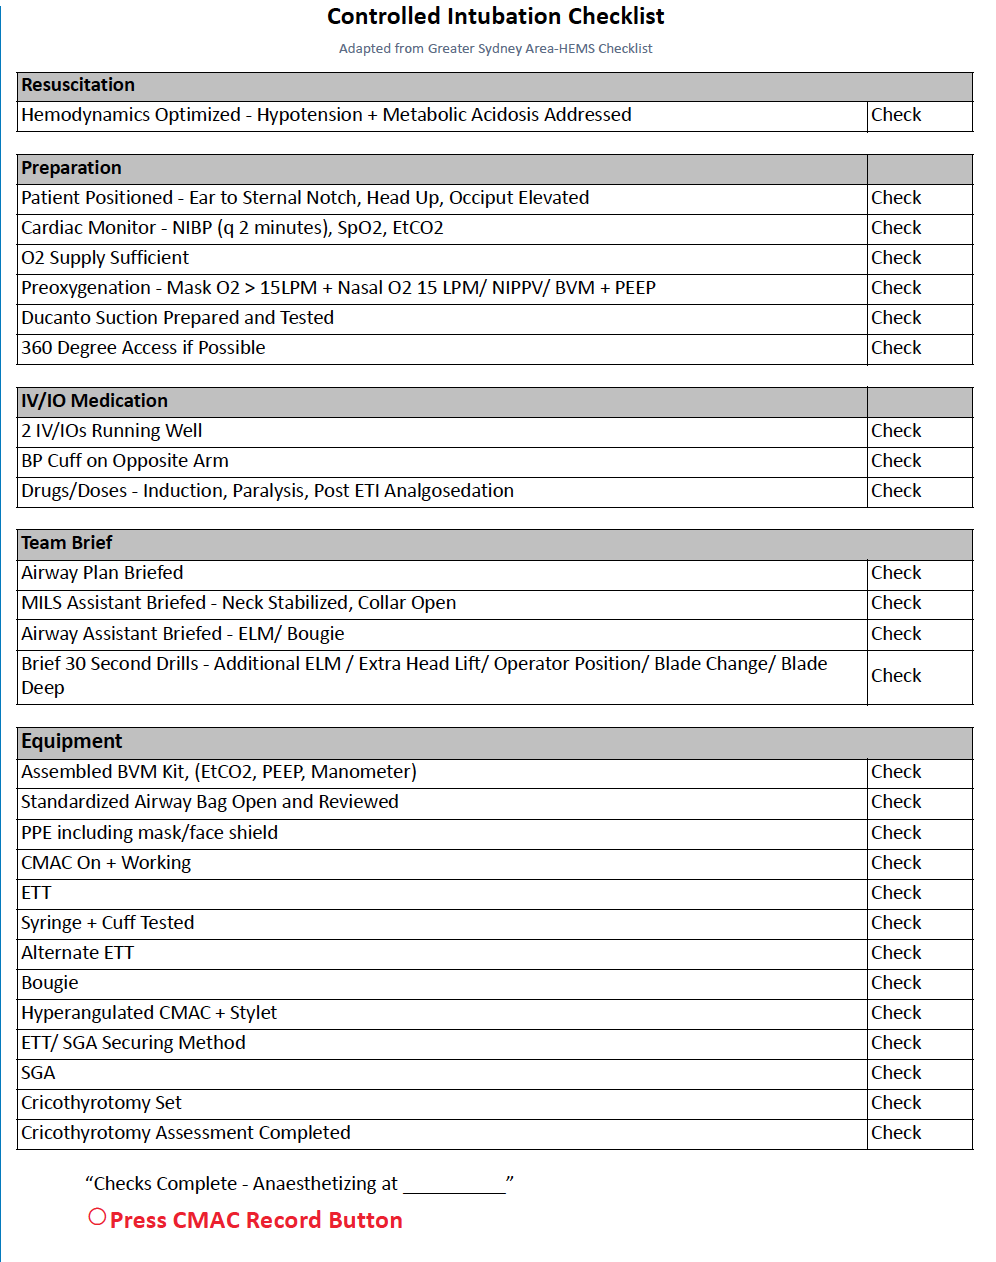 Controlled Intubation Checklist
Adapted from Greater Sydney Area-HEMS Checklist
Resuscitation
Hemodynamics Optimized - Hypotension + Metabolic Acidosis Addressed Check
Preparation
Patient Positioned - Ear to Sternal Notch, Head Up, Occiput Elevated Check
Cardiac Monitor - NIBP (q 2 minutes), SpO2, EtCO2 Check
O2 Supply Sufficient Check
Preoxygenation - Mask O2 > 15LPM + Nasal O2 15 LPM/ NIPPV/ BVM + PEEP Check
Ducanto Suction Prepared and Tested Check
360 Degree Access if Possible Check
IV/IO Medication
2 IV/IOs Running Well Check
BP Cuff on Opposite Arm Check
Drugs/Doses - Induction, Paralysis, Post ETI Analgosedation Check
Team Brief
Airway Plan Briefed Check
MILS Assistant Briefed - Neck Stabilized, Collar Open Check
Airway Assistant Briefed - ELM/ Bougie Check
Brief 30 Second Drills - Additional ELM / Extra Head Lift/ Operator Position/ Blade Change/ Blade
Deep Check
Equipment
Assembled BVM Kit, (EtCO2, PEEP, Manometer) Check
Standardized Airway Bag Open and Reviewed Check
PPE including mask/face shield Check
CMAC On + Working Check
ETT Check
Syringe + Cuff Tested Check
Alternate ETT Check
Bougie Check
Hyperangulated CMAC + Stylet Check
ETT/ SGA Securing Method Check
SGA Check
Cricothyrotomy Set Check
Cricothyrotomy Assessment Completed Check
“Checks Complete - Anaesthetizing at __________”
Press CMAC Record Button